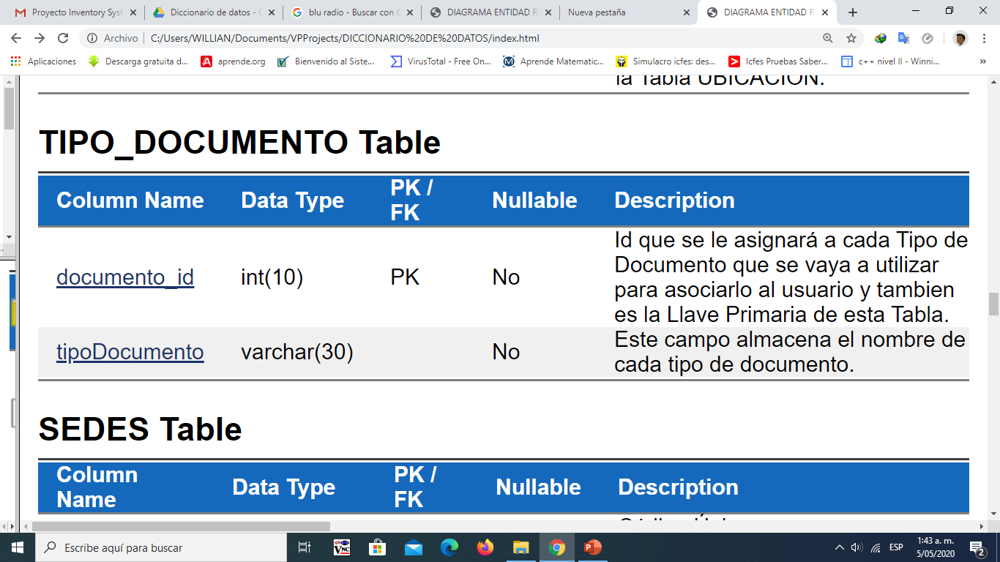 Proyecto Inventory Syst
Diccionario de datos - G
blu radio - Buscar con G
DIAGRAMA ENTIDAD R
Nueva pestaña
DIAGRAMA ENTIDAD R
Archivo
C:/Users/WILLIAN/Documents/VPProjects/DICCIONARIO%20DE%20DATOS/index.html
Aplicaciones
Descarga gratuita d...
aprende.org
Bienvenido al Siste...
VirusTotal - Free On...
Aprende Matematic...
Simulacro icfes: des...
Icfes Pruebas Saber...
c++ nivel II - Winni...
»
la Tabla UBICACION.
TIPO_DOCUMENTO Table
Column Name
Data Type
PK /
FK
Nullable
Description
documento_id
int(10)
PK
No
Id que se le asignará a cada Tipo de
Documento que se vaya a utilizar
para asociarlo al usuario y tambien
es la Llave Primaria de esta Tabla.
tipoDocumento
varchar(30)
No
Este campo almacena el nombre de
cada tipo de documento.
SEDES Table
Column
Name
Data Type
PK /
FK
Nullable
Description
Escribe aquí para buscar
ESP
1:43 a. m.
5/05/2020
2